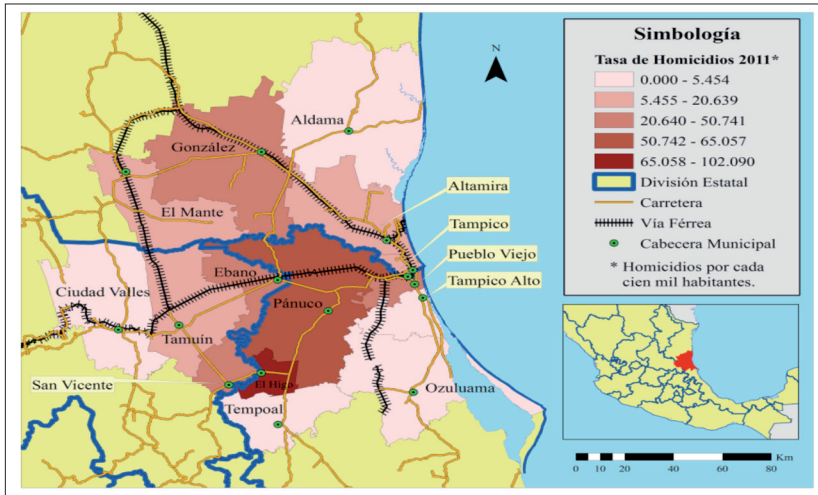 N
Aldama
González
El Mante
Altamira
Tampico
Pueblo Viejo
Tampico Alto
Ebano
Ciudad Valles
Pánuco
Tamuín
San Vicente
El Higo
Tempoal
Ozuluama
Simbología
Tasa de Homicidios 2011*
0.000 - 5.454
5.455 - 20.639
20.640 - 50.741
50.742 - 65.057
65.058 - 102.090
División Estatal
Carretera
Vía Férrea
Cabecera Municipal
* Homicidios por cada
cien mil habitantes.
Km
0 10 20 40 60 80